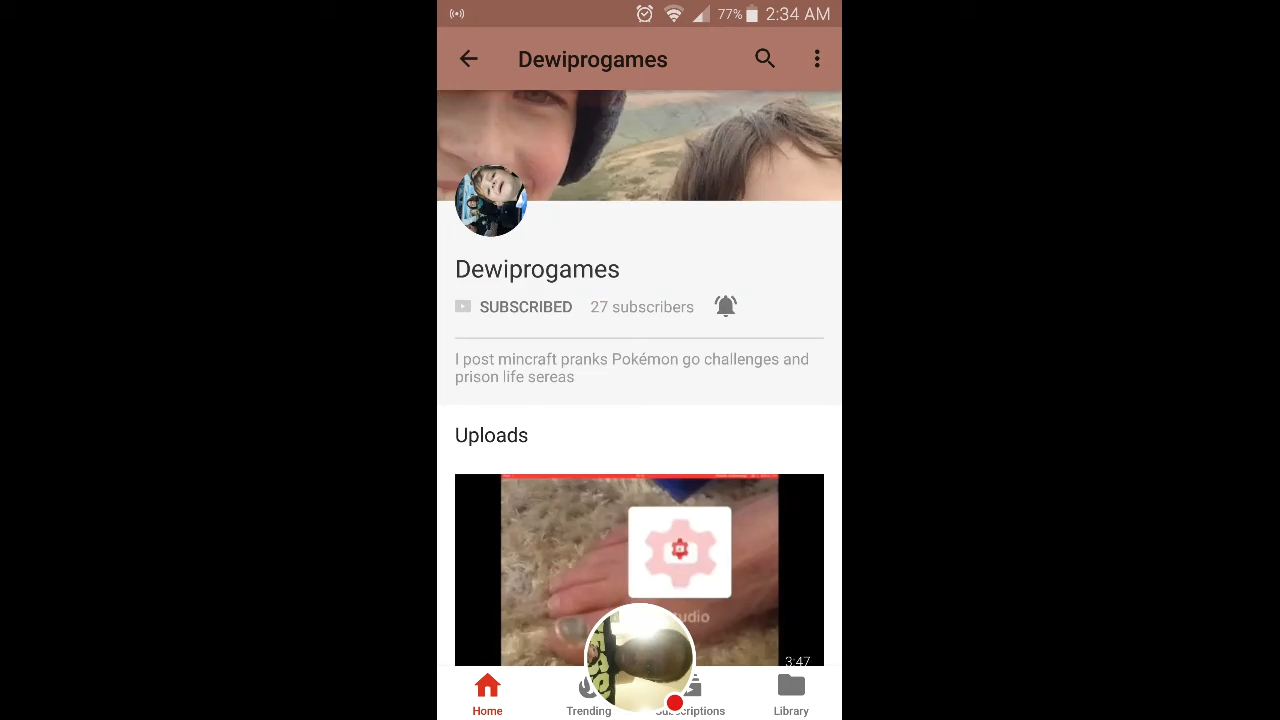 77% 2:34 AM
Dewiprogames
Dewiprogames
SUBSCRIBED 27 subscribers
I post mincraft pranks Pokémon go challenges and
prison life sereas
Uploads
3:47
Home Trending Library